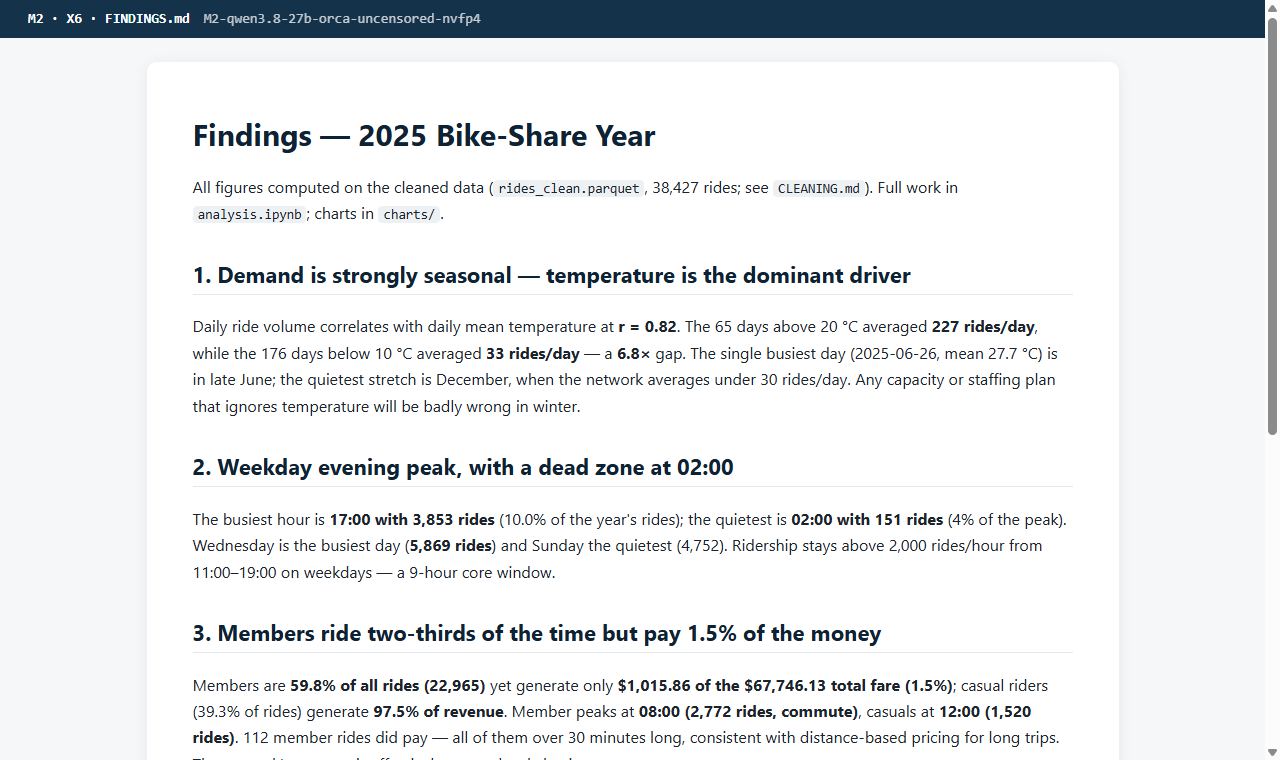 M2 · X6 · FINDINGS.md M2-qwen3.8-27b-orca-uncensored-nvfp4
Findings — 2025 Bike-Share Year
All figures computed on the cleaned data ( rides_clean.parquet , 38,427 rides; see CLEANING.md ). Full work in
analysis.ipynb ; charts in charts/ .
1. Demand is strongly seasonal — temperature is the dominant driver
Daily ride volume correlates with daily mean temperature at r = 0.82. The 65 days above 20 °C averaged 227 rides/day,
while the 176 days below 10 °C averaged 33 rides/day — a 6.8× gap. The single busiest day (2025-06-26, mean 27.7 °C) is
in late June; the quietest stretch is December, when the network averages under 30 rides/day. Any capacity or staffing plan
that ignores temperature will be badly wrong in winter.
2. Weekday evening peak, with a dead zone at 02:00
The busiest hour is 17:00 with 3,853 rides (10.0% of the year's rides); the quietest is 02:00 with 151 rides (4% of the peak).
Wednesday is the busiest day (5,869 rides) and Sunday the quietest (4,752). Ridership stays above 2,000 rides/hour from
11:00–19:00 on weekdays — a 9-hour core window.
3. Members ride two-thirds of the time but pay 1.5% of the money
Members are 59.8% of all rides (22,965) yet generate only $1,015.86 of the $67,746.13 total fare (1.5%); casual riders
(39.3% of rides) generate 97.5% of revenue. Member peaks at 08:00 (2,772 rides, commute), casuals at 12:00 (1,520
rides). 112 member rides did pay — all of them over 30 minutes long, consistent with distance-based pricing for long trips.